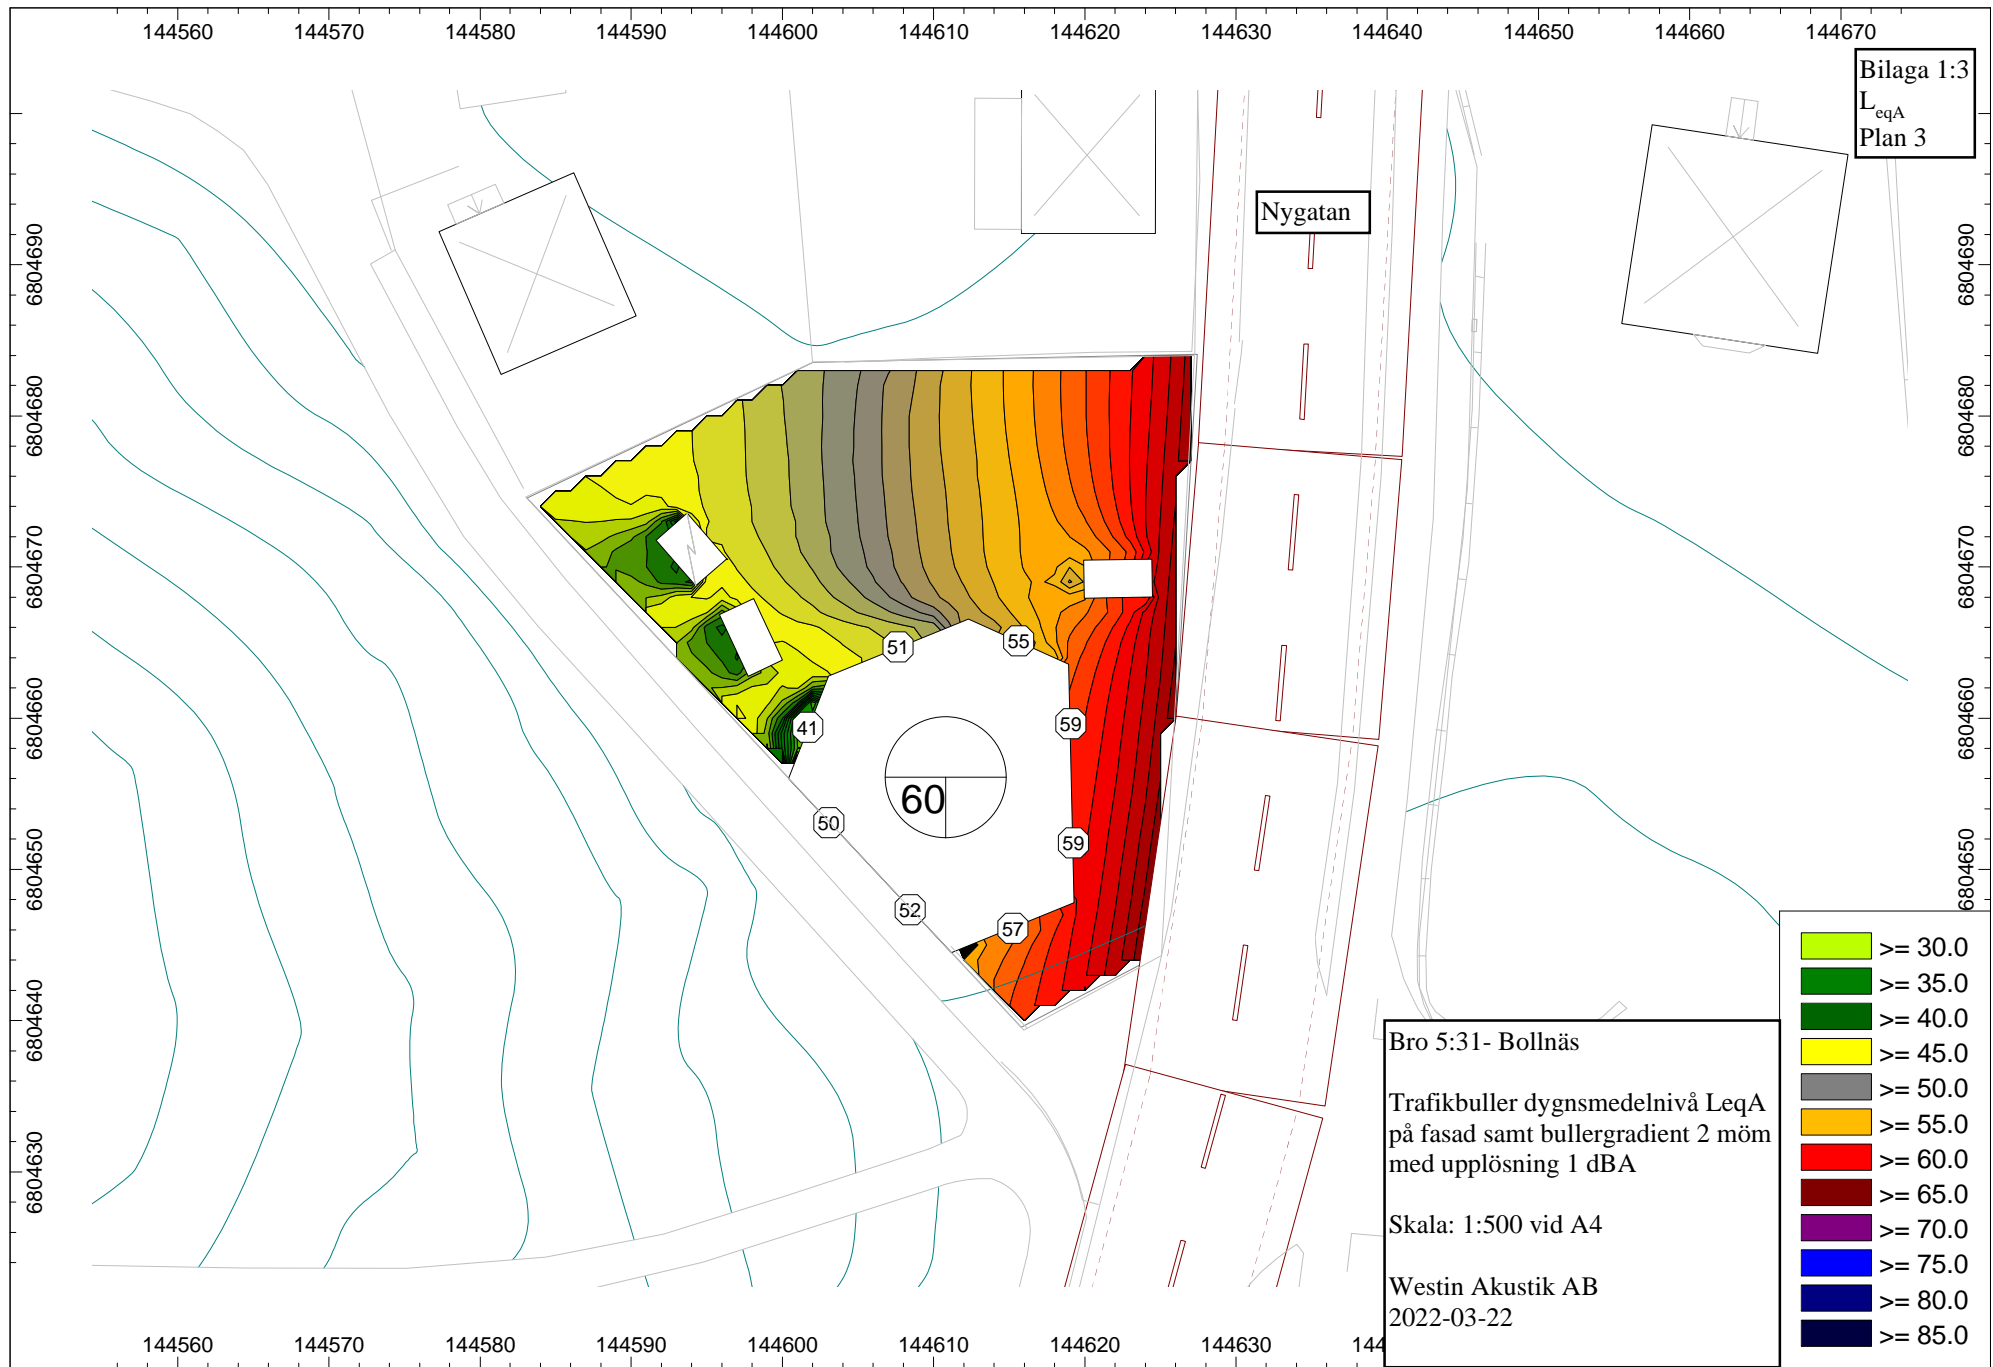 144560 144570 144580 144590 144600 144610 144620 144630 144640 144650 144660 144670
Bilaga 1:3
LeqA
Plan 3
Nygatan
6804690
6804680
6804670
6804660
6804650
6804640
6804630
6804690
6804680
6804670
6804660
6804650
51
55
41
59
60
50
59
52
57
>= 30.0
>= 35.0
>= 40.0
>= 45.0
>= 50.0
>= 55.0
>= 60.0
>= 65.0
>= 70.0
>= 75.0
>= 80.0
>= 85.0
Bro 5:31- Bollnäs
Trafikbuller dygnsmedelnivå LeqA
på fasad samt bullergradient 2 möm
med upplösning 1 dBA
Skala: 1:500 vid A4
Westin Akustik AB
2022-03-22
144560 144570 144580 144590 144600 144610 144620 144630